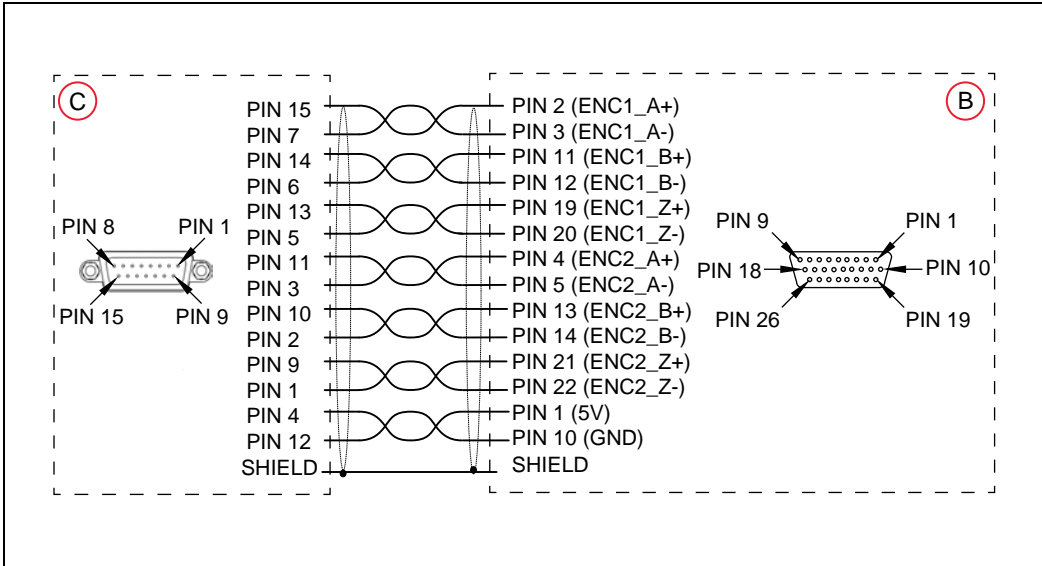 C
B
PIN 15
PIN 2 (ENC1_A+)
PIN 7
PIN 3 (ENC1_A-)
PIN 14
PIN 11 (ENC1_B+)
PIN 6
PIN 12 (ENC1_B-)
PIN 13
PIN 19 (ENC1_Z+)
PIN 5
PIN 20 (ENC1_Z-)
PIN 11
PIN 4 (ENC2_A+)
PIN 3
PIN 5 (ENC2_A-)
PIN 10
PIN 13 (ENC2_B+)
PIN 2
PIN 14 (ENC2_B-)
PIN 9
PIN 21 (ENC2_Z+)
PIN 1
PIN 22 (ENC2_Z-)
PIN 4
PIN 1 (5V)
PIN 12
PIN 10 (GND)
SHIELD
SHIELD
PIN 8
PIN 1
PIN 15
PIN 9
PIN 9
PIN 1
PIN 18
PIN 10
PIN 26
PIN 19